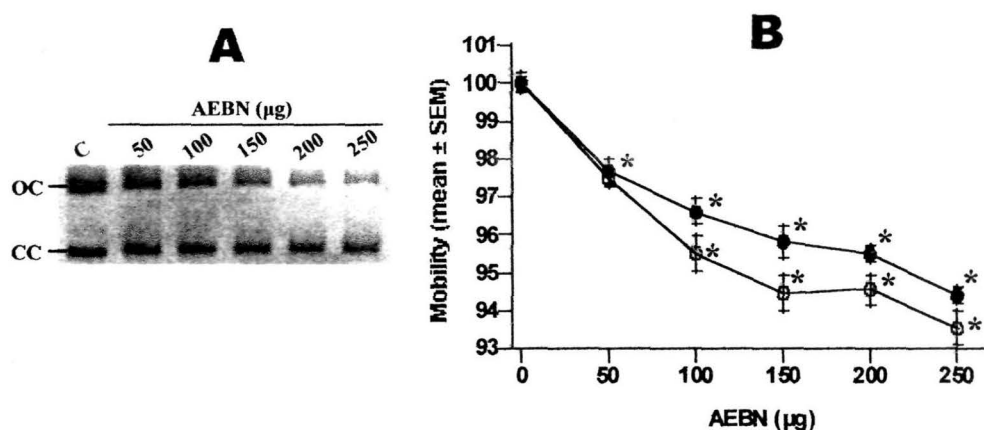 A
AEBN (μg)
C 50 100 150 200 250
OC
CC
B
Mobility (mean ± SEM)
101
100
99
98
97
96
95
94
93
* * * * *
* * * *
0 50 100 150 200 250
AEBN (μg)